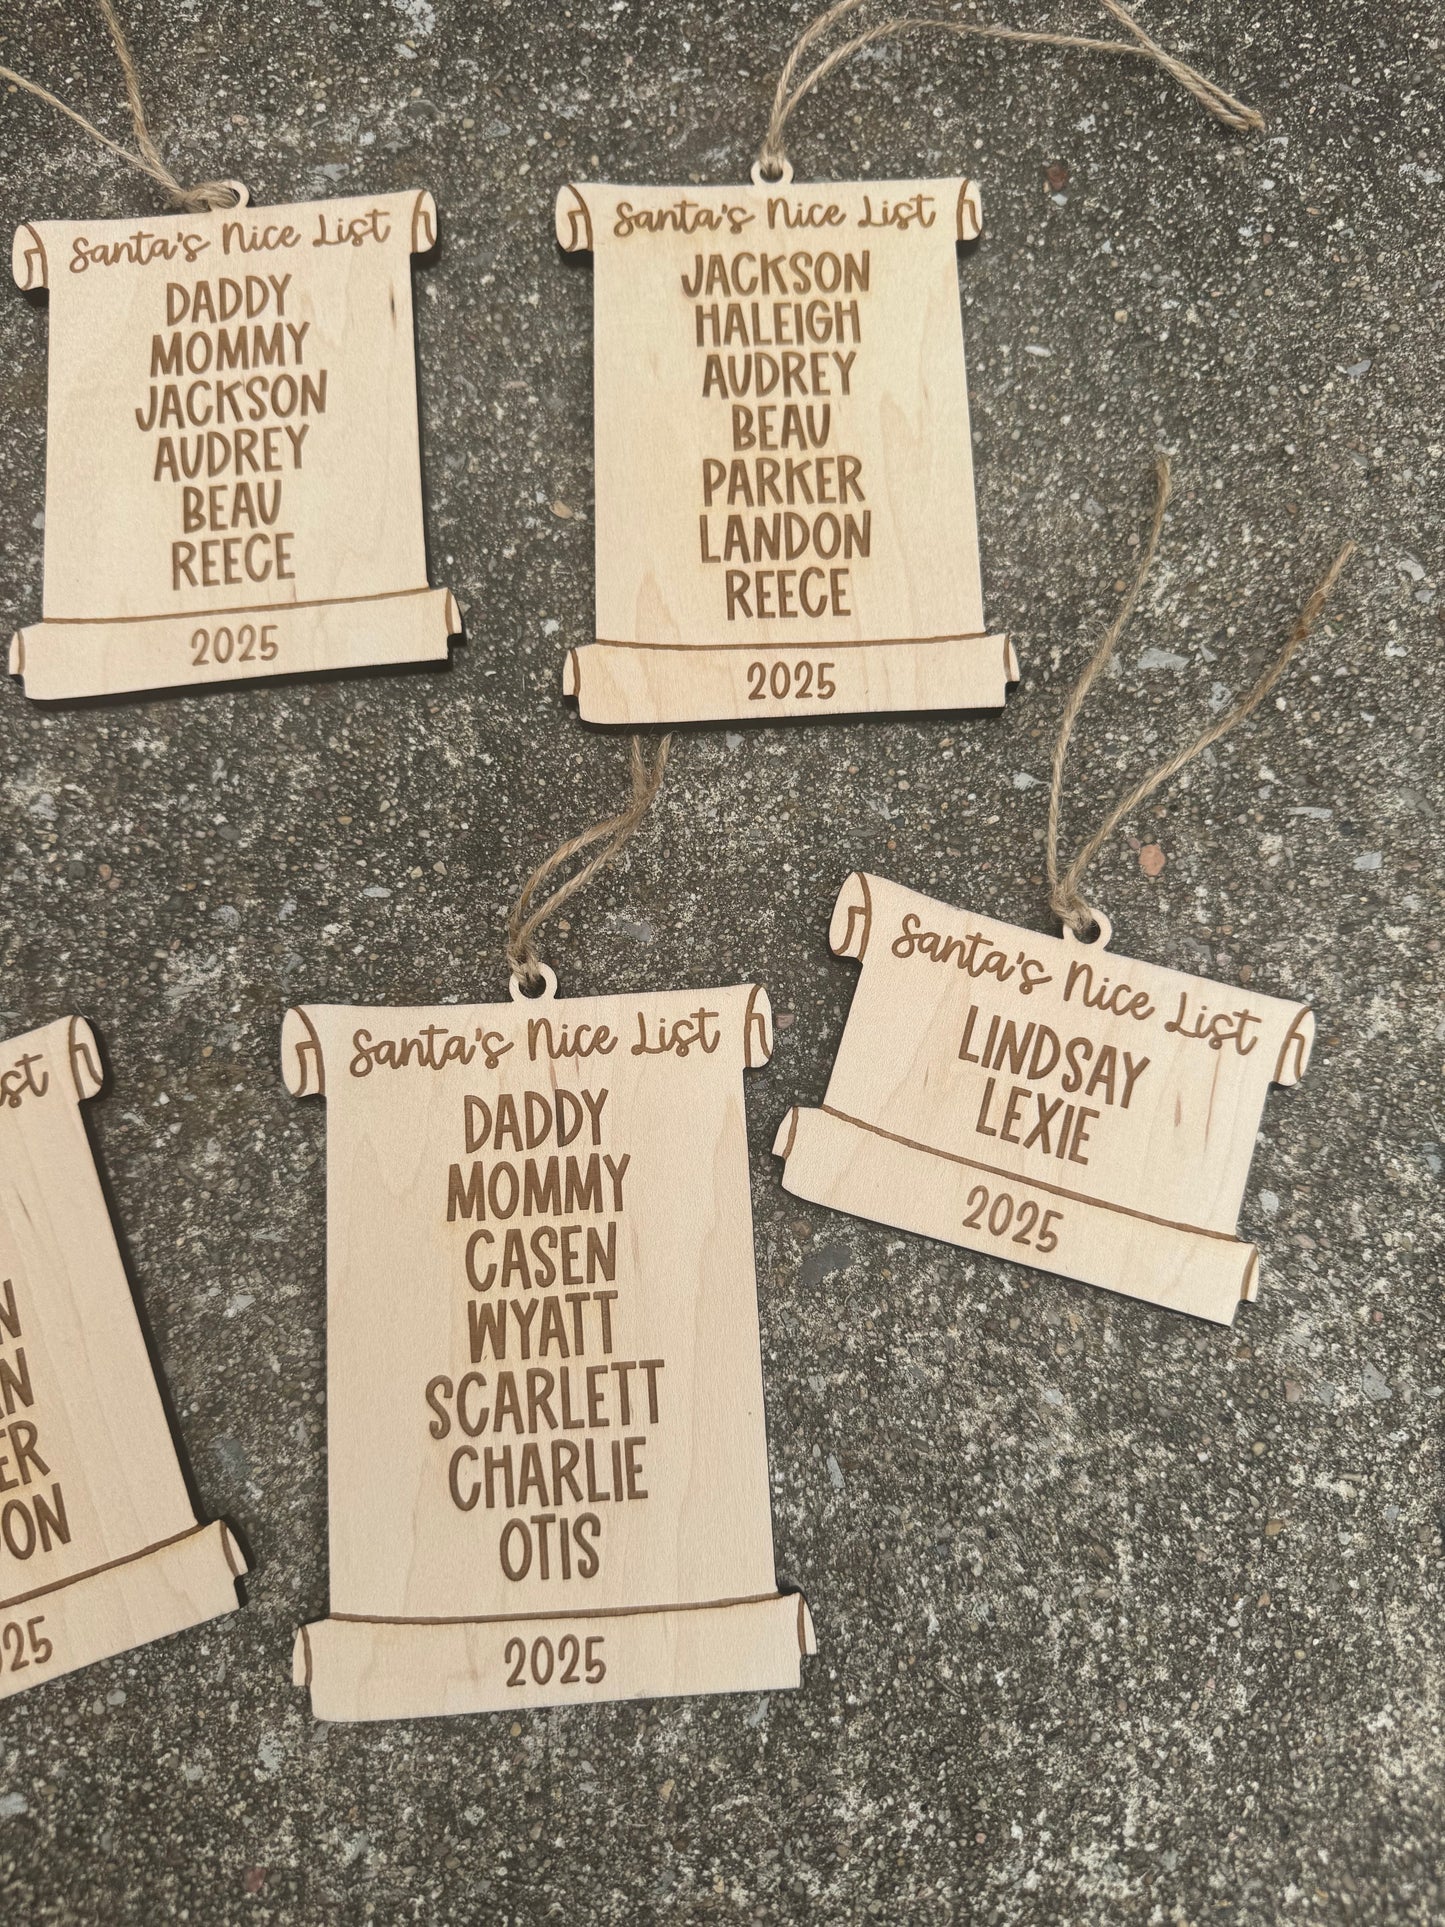 Santa's Nice List
DADDY
MOMMY
JACKSON
AUDREY
BEAU
REECE
2025
Santa's Nice List
JACKSON
HALEIGH
AUDREY
BEAU
PARKER
LANDON
REECE
2025
Santa's Nice List
LINDSAY
LEXIE
2025
Santa's Nice List
DADDY
MOMMY
CASEN
WYATT
SCARLETT
CHARLIE
OTIS
2025